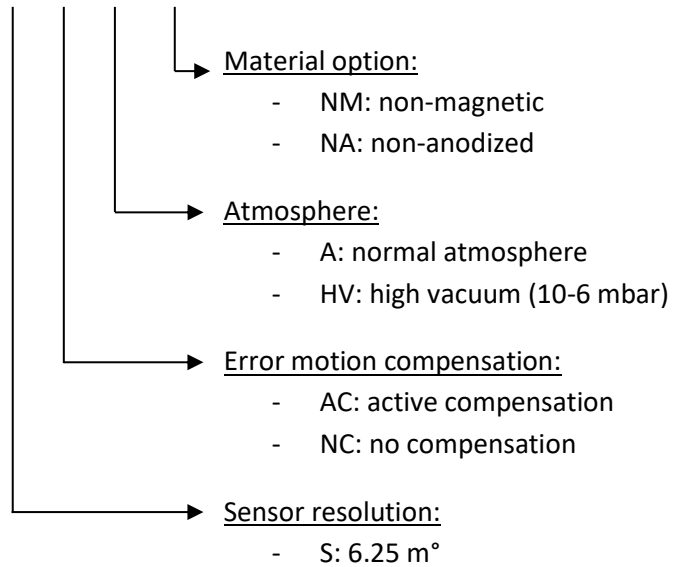 Material option:
- NM: non-magnetic
- NA: non-anodized
Atmosphere:
- A: normal atmosphere
- HV: high vacuum (10-6 mbar)
Error motion compensation:
- AC: active compensation
- NC: no compensation
Sensor resolution:
- S: 6.25 m°